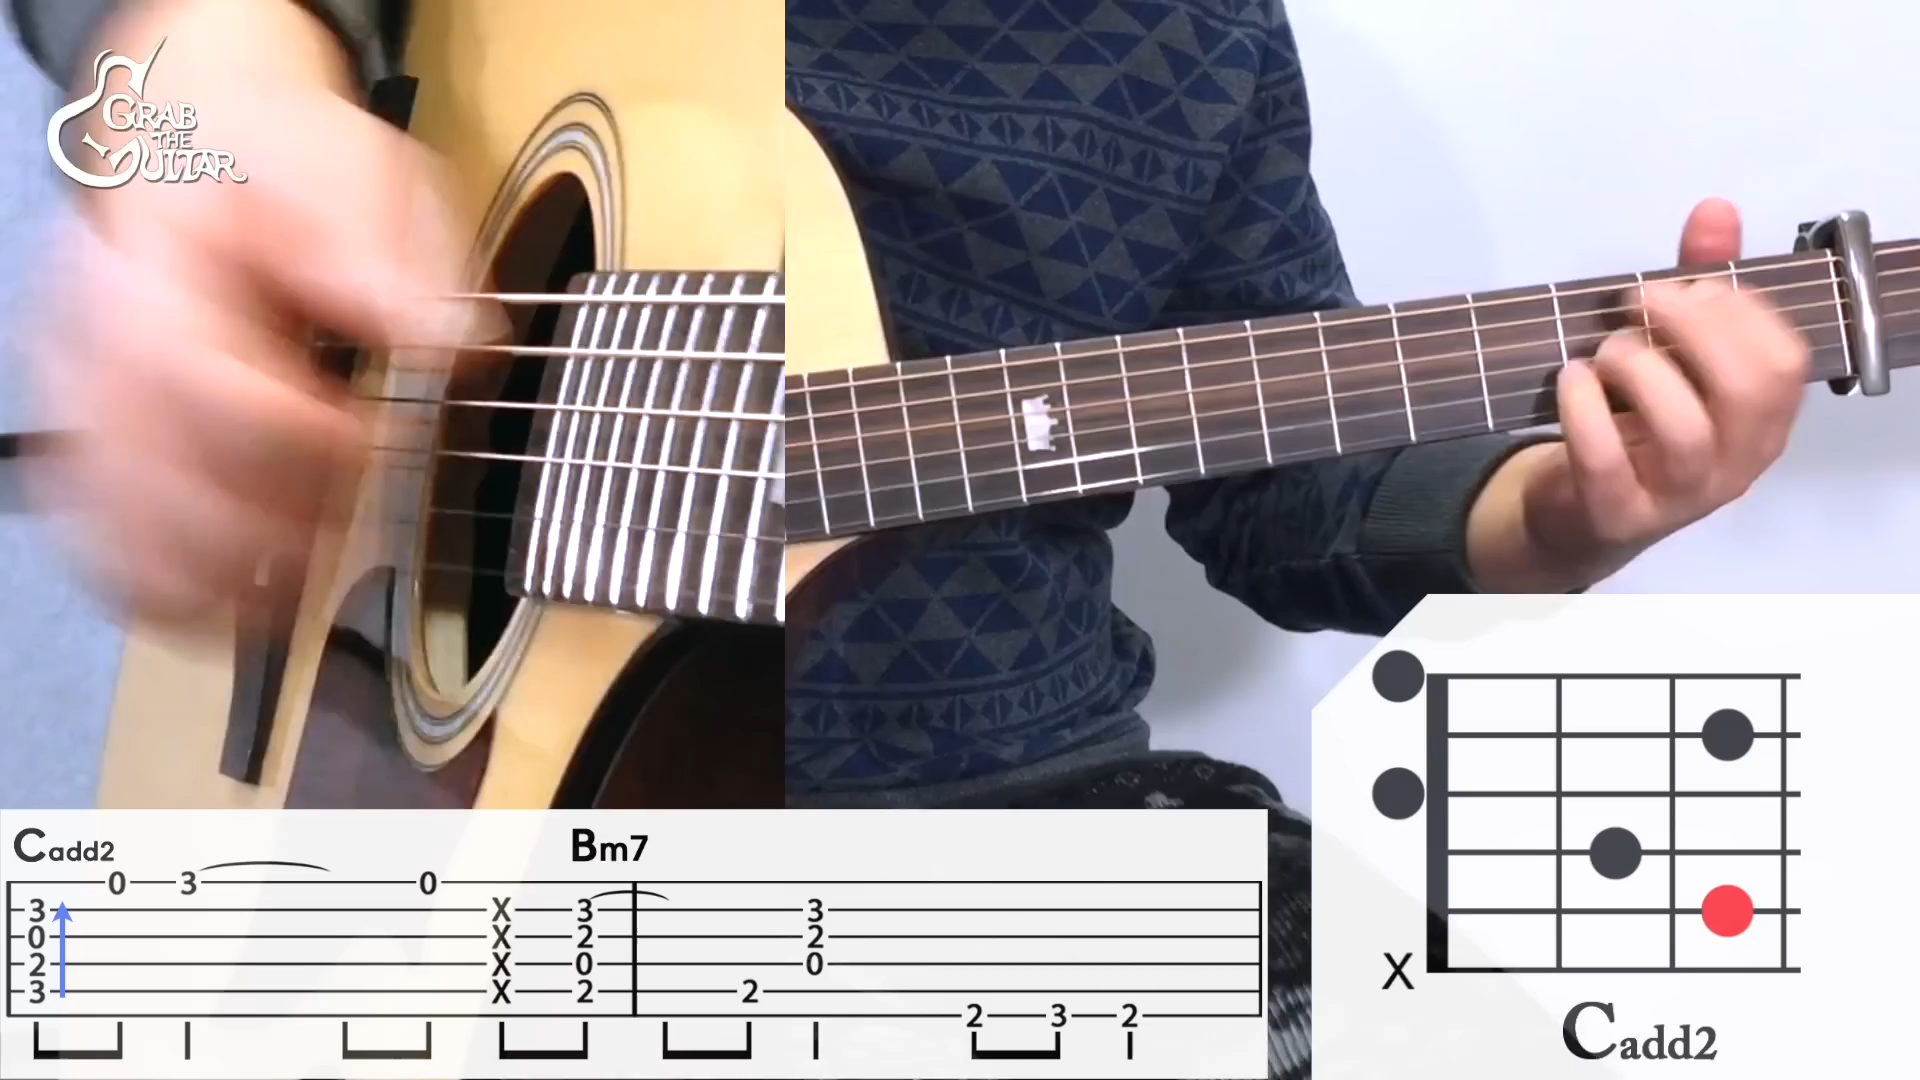 GRAB
THE
GUITAR
Cadd2 Bm7
0 3 0
3 X 3 3
0 X 2 2
2 X 0 0
3 X 2 2
2 3 2
X
Cadd2